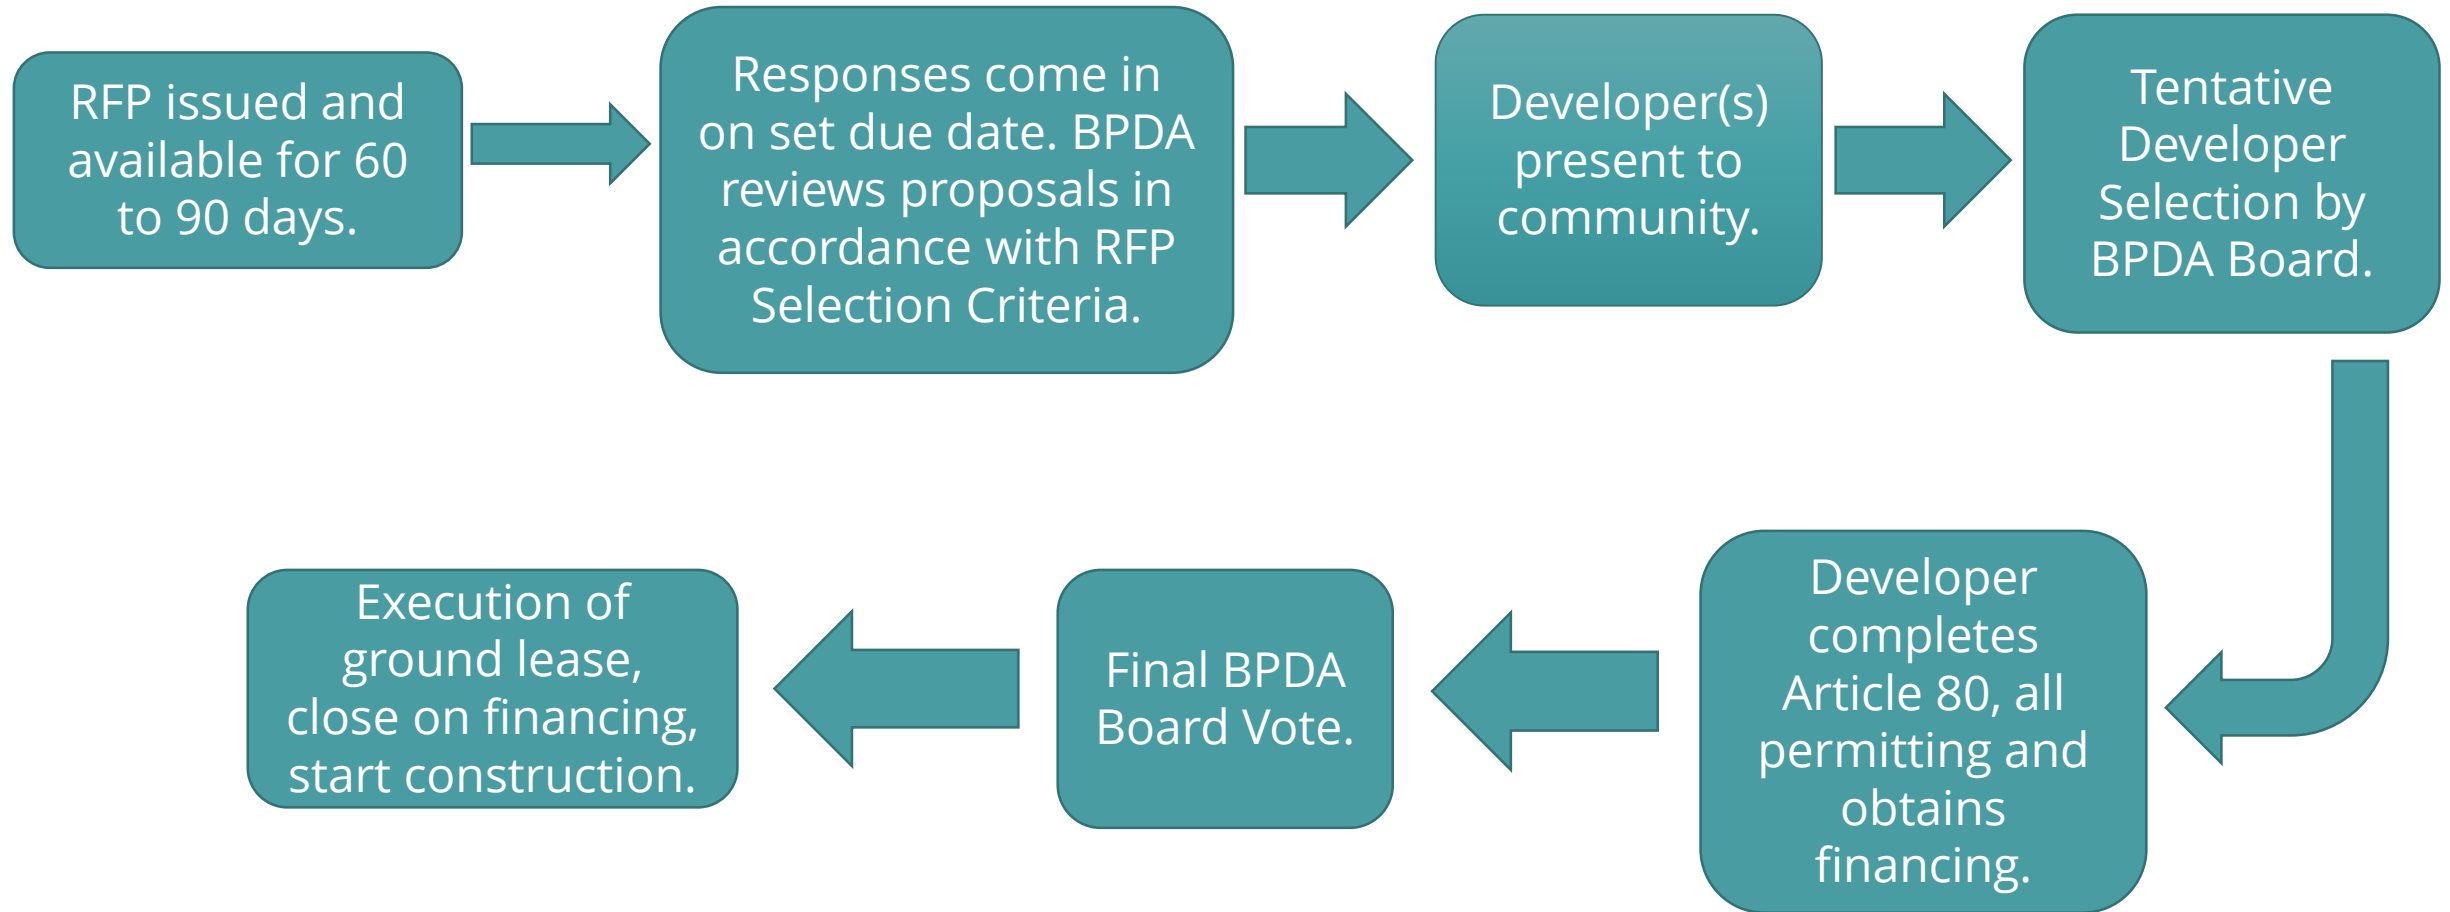 RFP issued and
available for 60
to 90 days.
Responses come in
on set due date. BPDA
reviews proposals in
accordance with RFP
Selection Criteria.
Developer(s)
present to
community.
Tentative
Developer
Selection by
BPDA Board.
Developer
completes
Article 80, all
permitting and
obtains
financing.
Final BPDA
Board Vote.
Execution of
ground lease,
close on financing,
start construction.